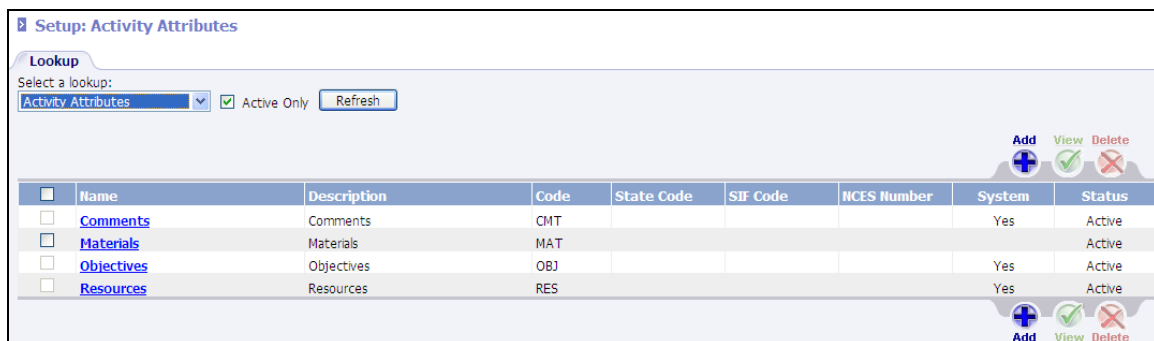 Setup: Activity Attributes
Lookup
Select a lookup:
Activity Attributes Active Only Refresh
Add View Delete
Name Description Code State Code SIF Code NCES Number System Status
Comments Comments CMT Yes Active
Materials Materials MAT Active
Objectives Objectives OBJ Yes Active
Resources Resources RES Yes Active
Add View Delete